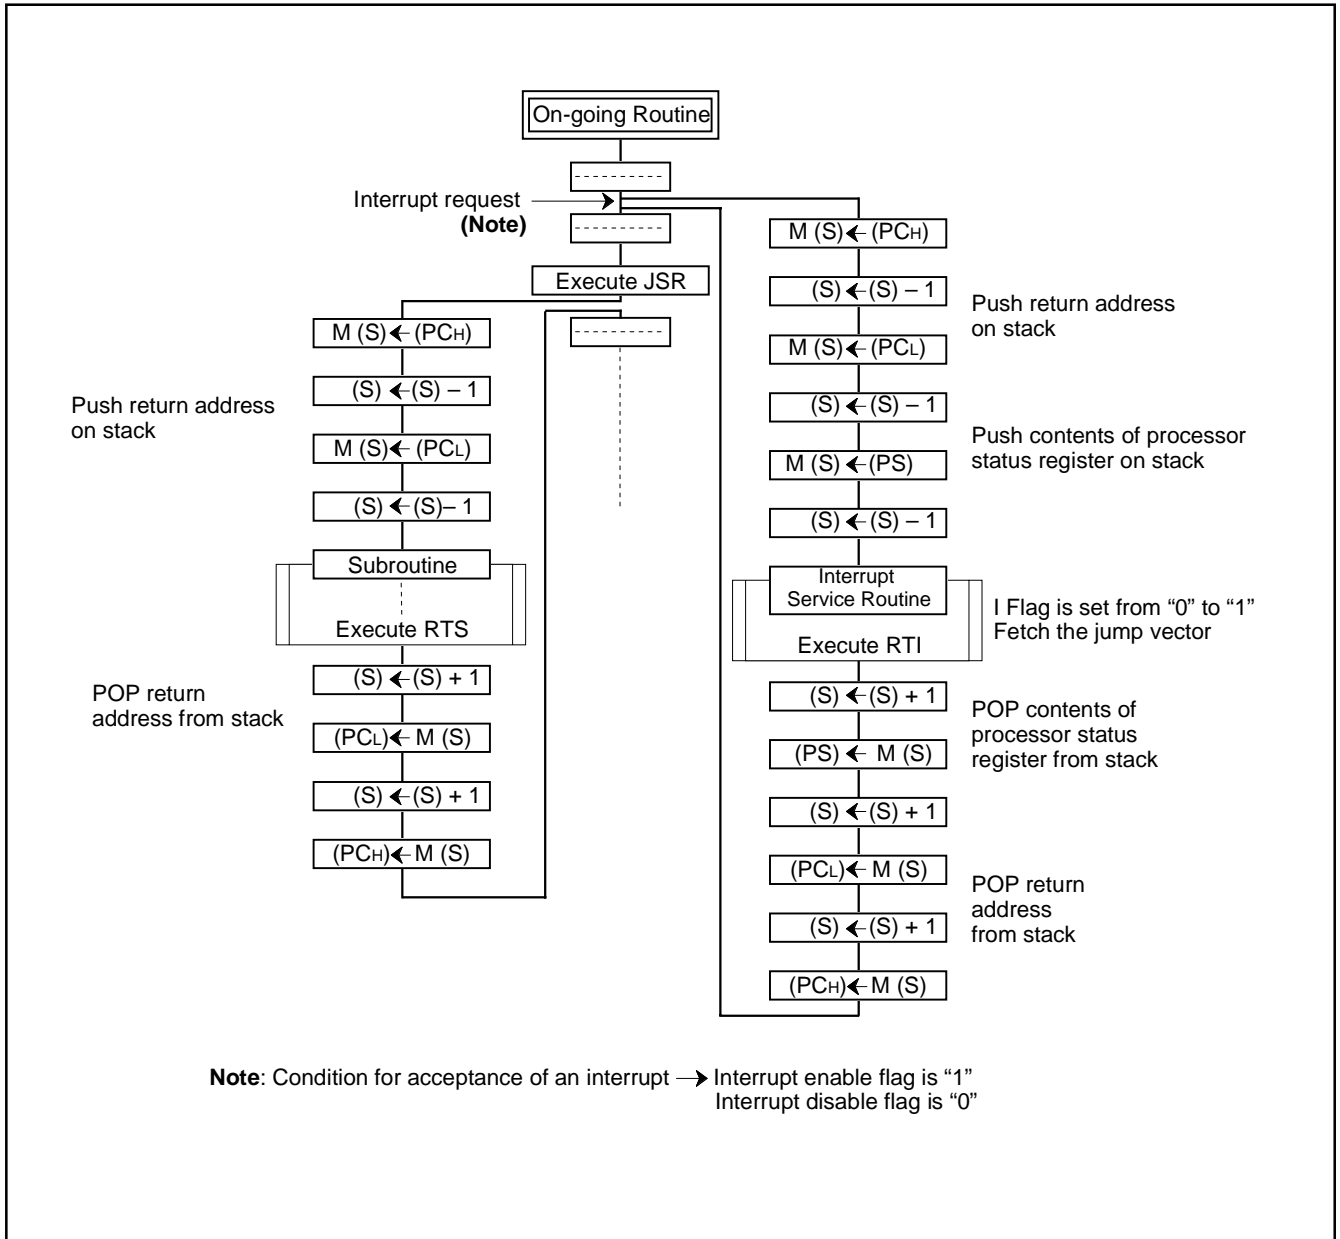 On-going Routine
Interrupt request
(Note)
Execute JSR
M (S) ← (PCH)
(S) ← (S) – 1
M (S) ← (PCL)
(S) ← (S)– 1
Push return address
on stack
Subroutine
Execute RTS
(S) ← (S) + 1
(PCL) ← M (S)
(S) ← (S) + 1
(PCH) ← M (S)
POP return
address from stack
M (S) ← (PCH)
(S) ← (S) – 1
M (S) ← (PCL)
(S) ← (S) – 1
M (S) ← (PS)
(S) ← (S) – 1
Push return address
on stack
Push contents of processor
status register on stack
Interrupt
Service Routine
Execute RTI
I Flag is set from “0” to “1”
Fetch the jump vector
(S) ← (S) + 1
(PS) ← M (S)
(S) ← (S) + 1
(PCL) ← M (S)
(S) ← (S) + 1
(PCH) ← M (S)
POP contents of
processor status
register from stack
POP return
address
from stack
Note: Condition for acceptance of an interrupt → Interrupt enable flag is “1”
Interrupt disable flag is “0”